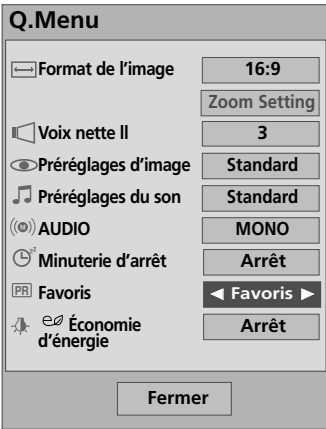 Q.Menu
Format de l'image 16:9
Zoom Setting
Voix nette ll 3
Préréglages d'image Standard
Préréglages du son Standard
AUDIO MONO
Minuterie d'arrêt Arrêt
PR Favoris ◄ Favoris ►
Économie Arrêt
d'énergie
Fermer